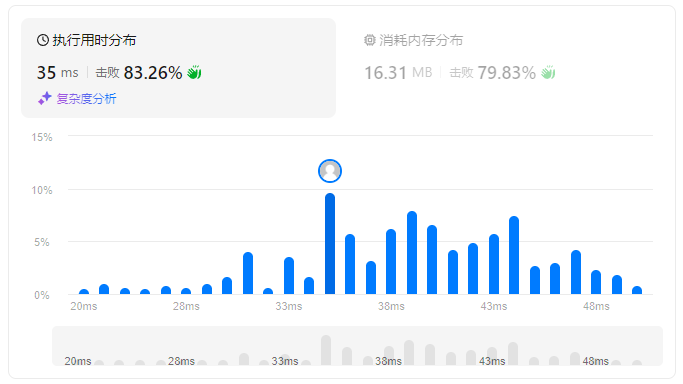 执行用时分布
35 ms 击败 83.26%
复杂度分析
消耗内存分布
16.31 MB 击败 79.83%
15%
10%
5%
0%
20ms 28ms 33ms 38ms 43ms 48ms
20ms 28ms 33ms 38ms 43ms 48ms